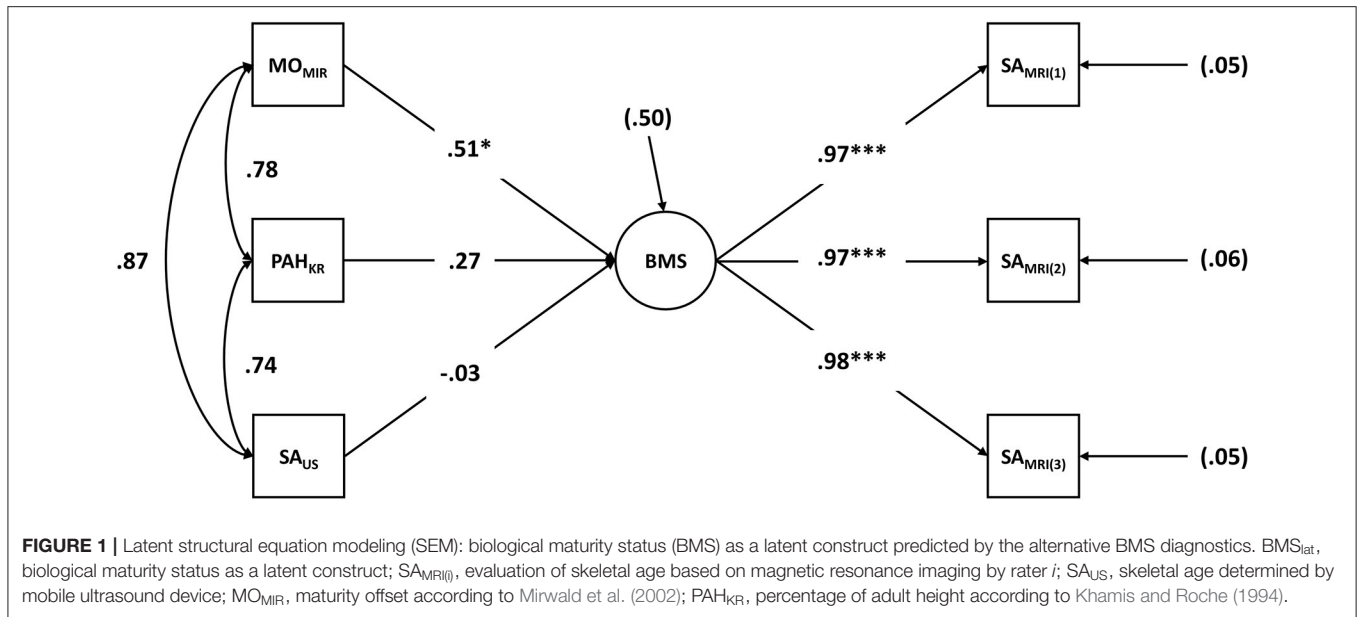 MO_MIR
SA_MRI(1)
(.05)
(.50)
.51*
.97***
.78
.87
PAH_KR
.27
BMS
.97***
SA_MRI(2)
(.06)
.74
-.03
.98***
SA_US
SA_MRI(3)
(.05)
FIGURE 1 | Latent structural equation modeling (SEM): biological maturity status (BMS) as a latent construct predicted by the alternative BMS diagnostics. BMS_lat,
biological maturity status as a latent construct; SA_MRI(i), evaluation of skeletal age based on magnetic resonance imaging by rater i; SA_US, skeletal age determined by
mobile ultrasound device; MO_MIR, maturity offset according to Mirwald et al. (2002); PAH_KR, percentage of adult height according to Khamis and Roche (1994).